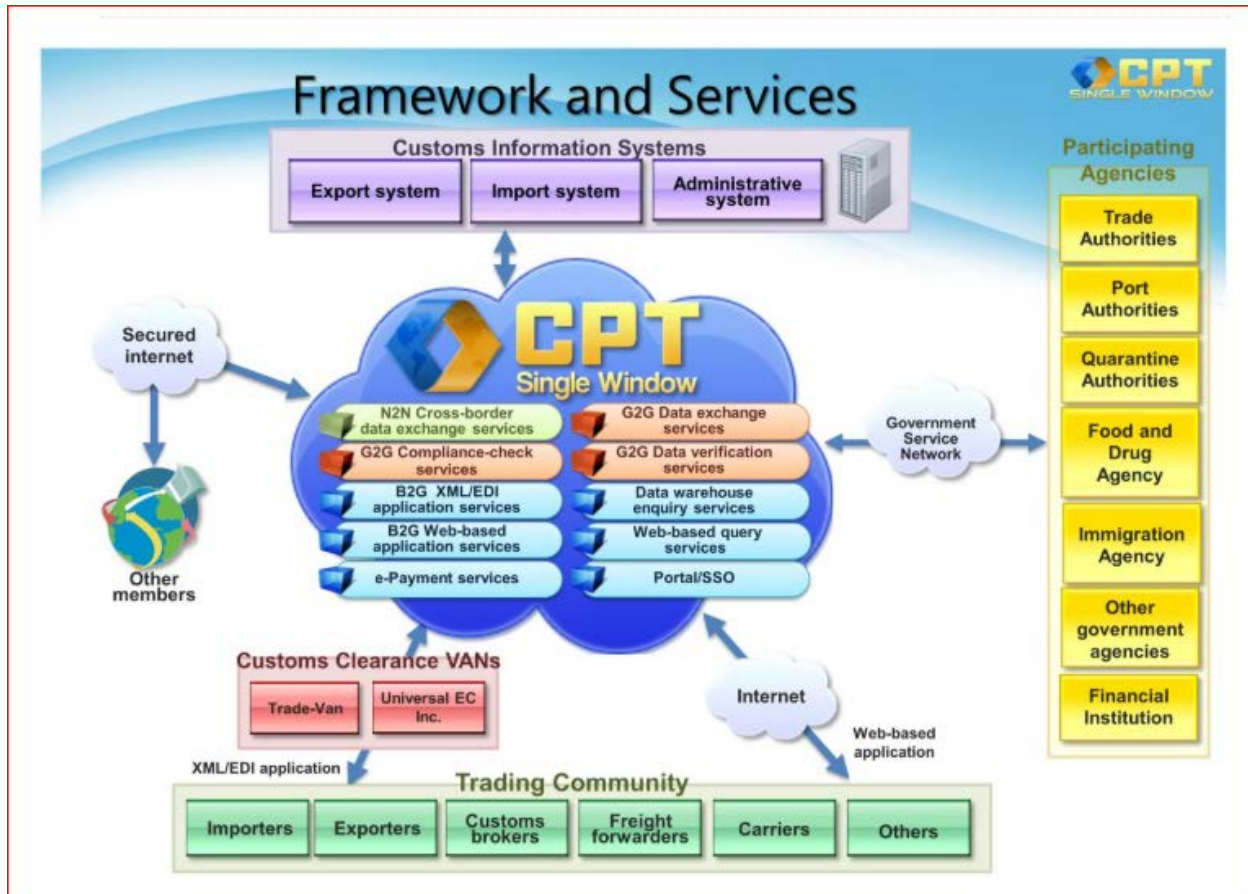 Framework and Services
CPT
SINGLE WINDOW
Customs Information Systems
Export system
Import system
Administrative
system
Participating
Agencies
Trade
Authorities
Port
Authorities
Quarantine
Authorities
Food and
Drug
Agency
Immigration
Agency
Other
government
agencies
Financial
Institution
Secured
internet
Other
members
CPT
Single Window
N2N Cross-border
data exchange services
G2G Data exchange
services
G2G Compliance-check
services
G2G Data verification
services
B2G XML/EDI
application services
Data warehouse
enquiry services
B2G Web-based
application services
Web-based query
services
e-Payment services
Portal/SSO
Government
Service
Network
Customs Clearance VANs
Trade-Van
Universal EC
Inc.
Internet
XML/EDI application
Web-based
application
Trading Community
Importers
Exporters
Customs
brokers
Freight
forwarders
Carriers
Others